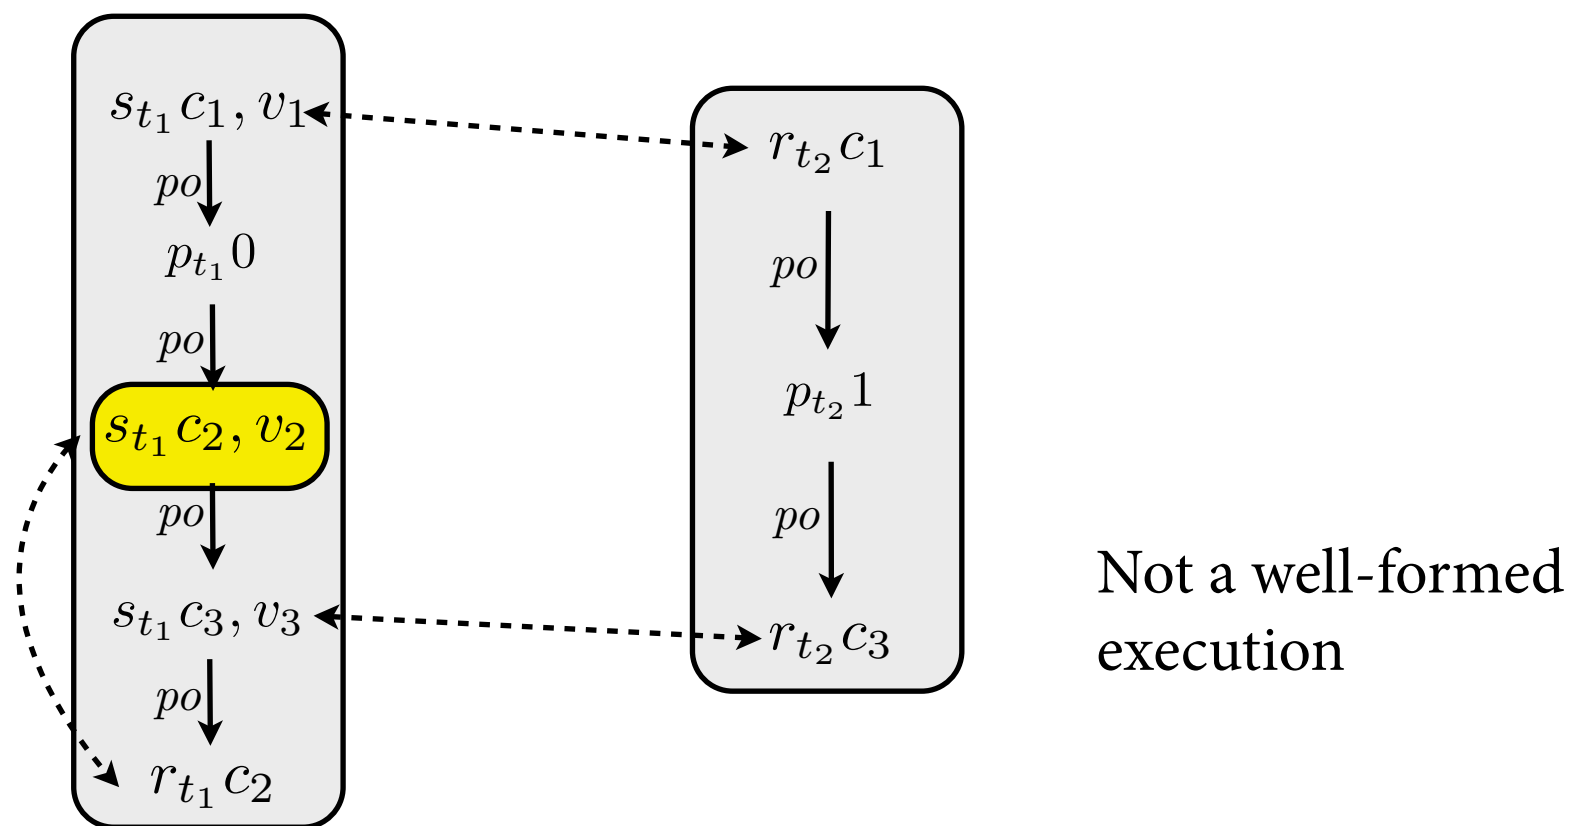 s_{t_1} c_1, v_1
po
p_{t_1} 0
po
s_{t_1} c_2, v_2
po
s_{t_1} c_3, v_3
po
r_{t_1} c_2
r_{t_2} c_1
po
p_{t_2} 1
po
r_{t_2} c_3
Not a well-formed
execution